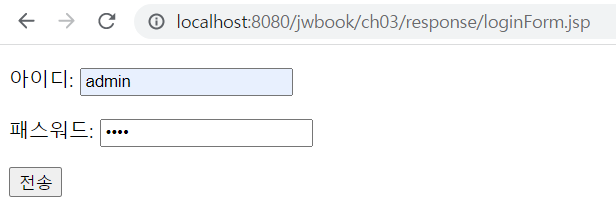 localhost:8080/jwbook/ch03/response/loginForm.jsp
아이디: admin
패스워드: ••••
전송